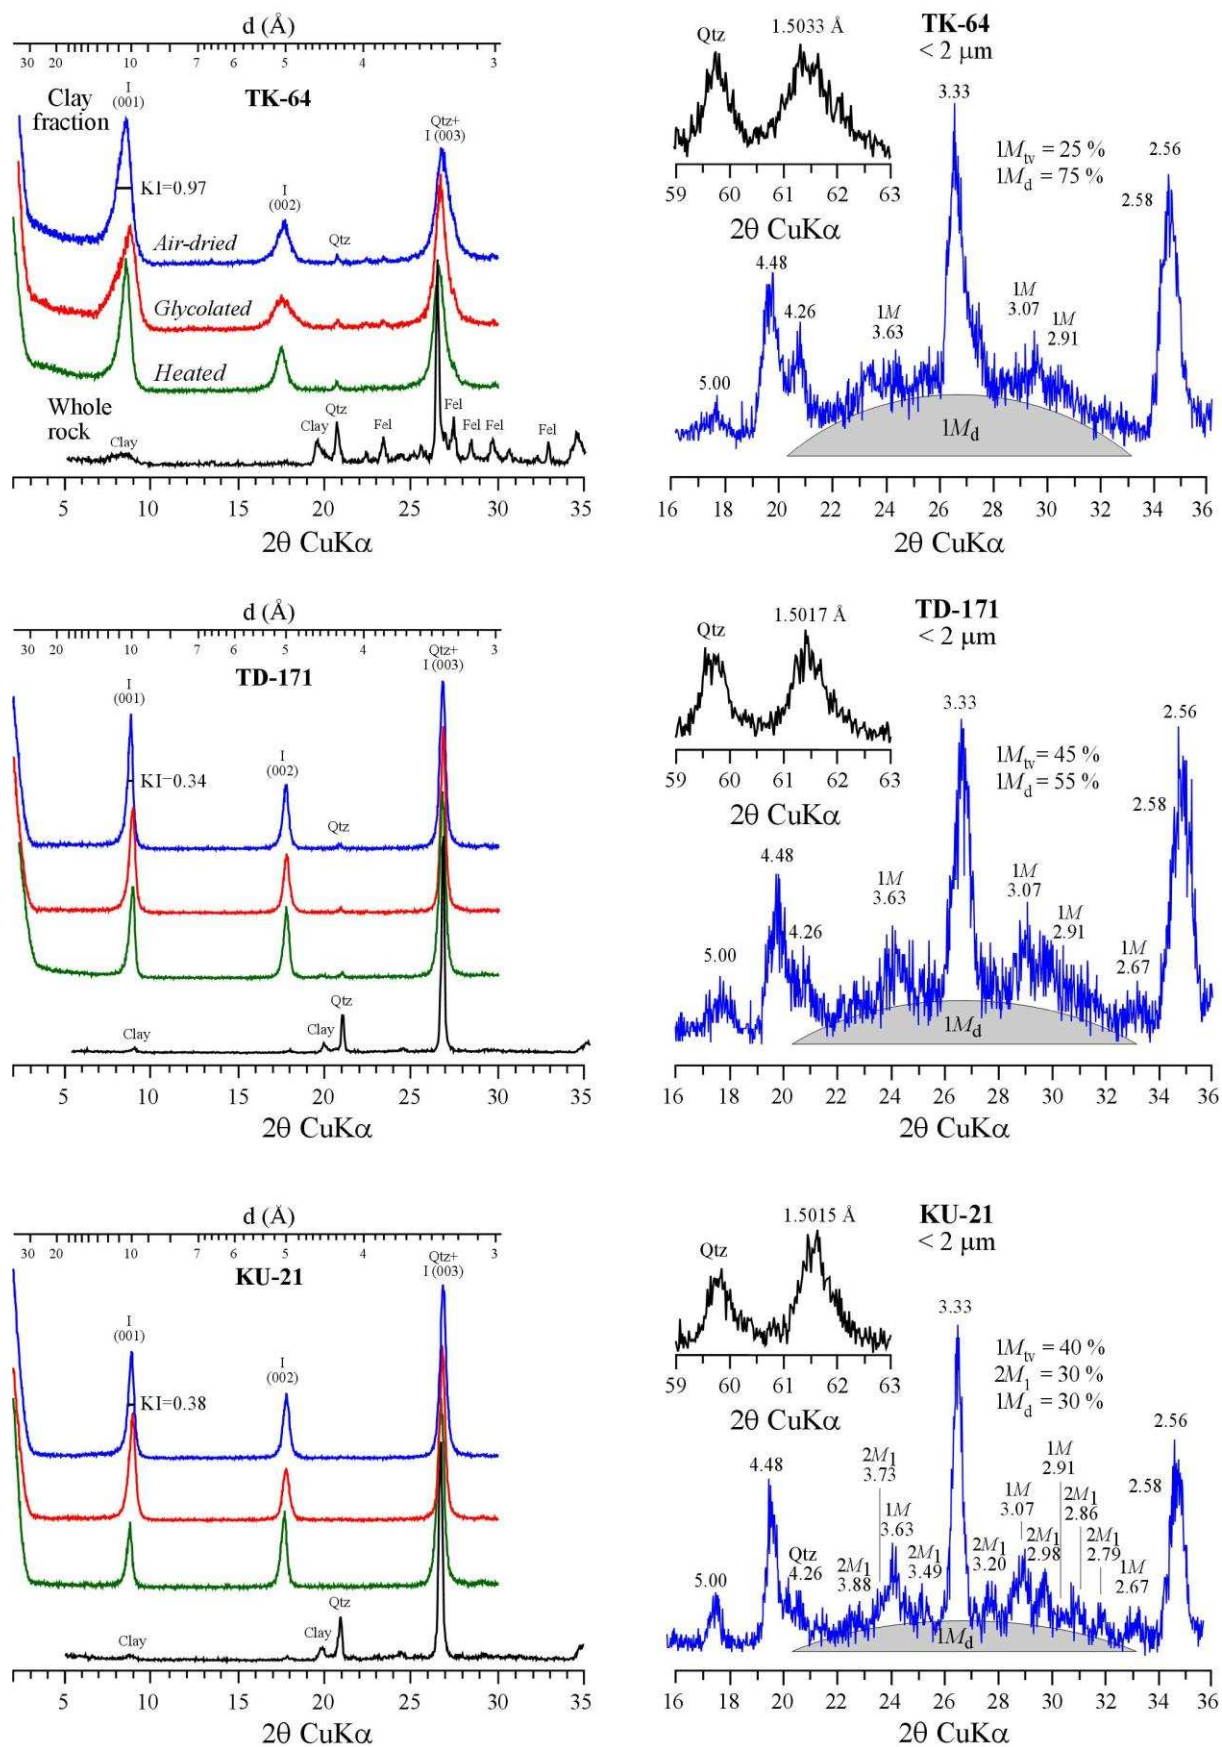 d (Å)
30 20 10 7 6 5 4 3
TK-64
Clay
fraction
I
(001)
KI=0.97
I
(002)
Qtz
Qtz+
I (003)
Air-dried
Glycolated
Heated
Whole
rock
Clay
Clay
Qtz
Fel
Fel
Fel
Fel
Fel
5 10 15 20 25 30 35
2θ CuKα
TK-64
< 2 μm
Qtz
1.5033 Å
59 60 61 62 63
2θ CuKα
1Mtv = 25 %
1Md = 75 %
5.00
4.48
4.26
1M
3.63
3.33
1M
3.07
1M
2.91
2.58
2.56
1Md
16 18 20 22 24 26 28 30 32 34 36
2θ CuKα
d (Å)
30 20 10 7 6 5 4 3
TD-171
I
(001)
KI=0.34
I
(002)
Qtz
Qtz+
I (003)
Clay
Clay
Qtz
5 10 15 20 25 30 35
2θ CuKα
TD-171
< 2 μm
Qtz
1.5017 Å
59 60 61 62 63
2θ CuKα
1Mtv= 45 %
1Md = 55 %
5.00
4.48
4.26
1M
3.63
3.33
1M
3.07
1M
2.91
1M
2.67
2.58
2.56
1Md
16 18 20 22 24 26 28 30 32 34 36
2θ CuKα
d (Å)
30 20 10 7 6 5 4 3
KU-21
I
(001)
KI=0.38
I
(002)
Qtz+
I (003)
Clay
Clay
Qtz
5 10 15 20 25 30 35
2θ CuKα
KU-21
< 2 μm
Qtz
1.5015 Å
59 60 61 62 63
2θ CuKα
1Mtv = 40 %
2M1 = 30 %
1Md = 30 %
5.00
4.48
Qtz
4.26
2M1
3.88
2M1
3.73
1M
3.63
2M1
3.49
3.33
2M1
3.20
1M
3.07
2M1
2.98
1M
2.91
2M1
2.86
2M1
2.79
1M
2.67
2.58
2.56
1Md
16 18 20 22 24 26 28 30 32 34 36
2θ CuKα